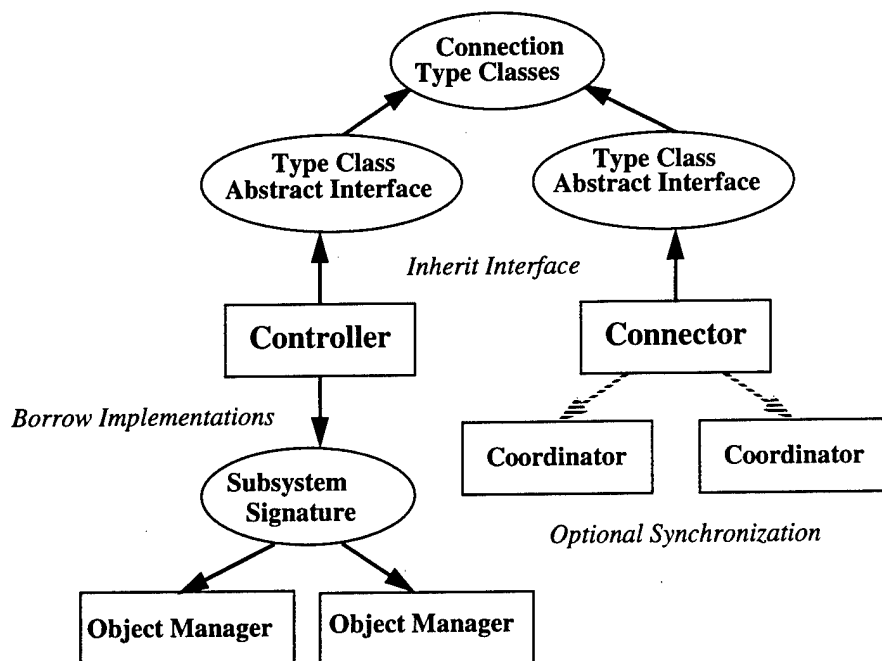 Connection
Type Classes
Type Class
Abstract Interface
Type Class
Abstract Interface
Inherit Interface
Controller
Connector
Borrow Implementations
Coordinator
Coordinator
Subsystem
Signature
Optional Synchronization
Object Manager
Object Manager